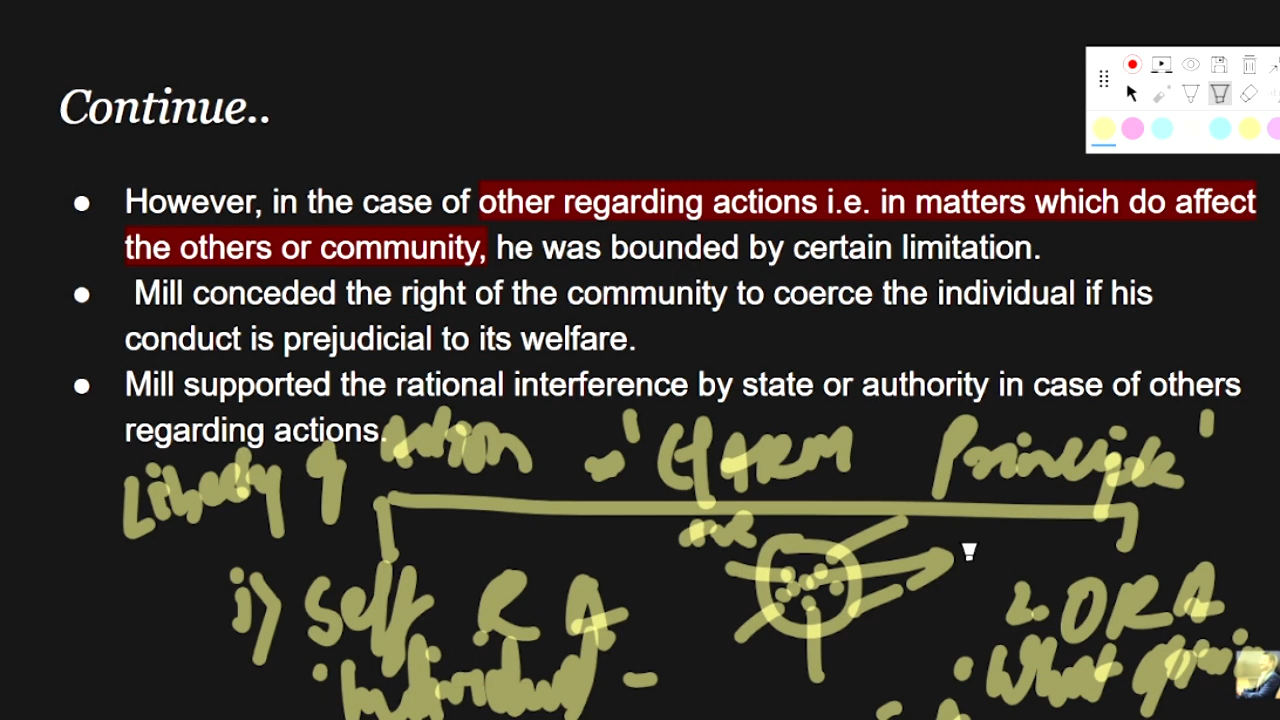 Continue..
● However, in the case of other regarding actions i.e. in matters which do affect
the others or community, he was bounded by certain limitation.
● Mill conceded the right of the community to coerce the individual if his
conduct is prejudicial to its welfare.
● Mill supported the rational interference by state or authority in case of others
regarding actions.
Liberty of Action - 'HARM Principle'
i) Self R A
2. ORA
• Individual -
• What